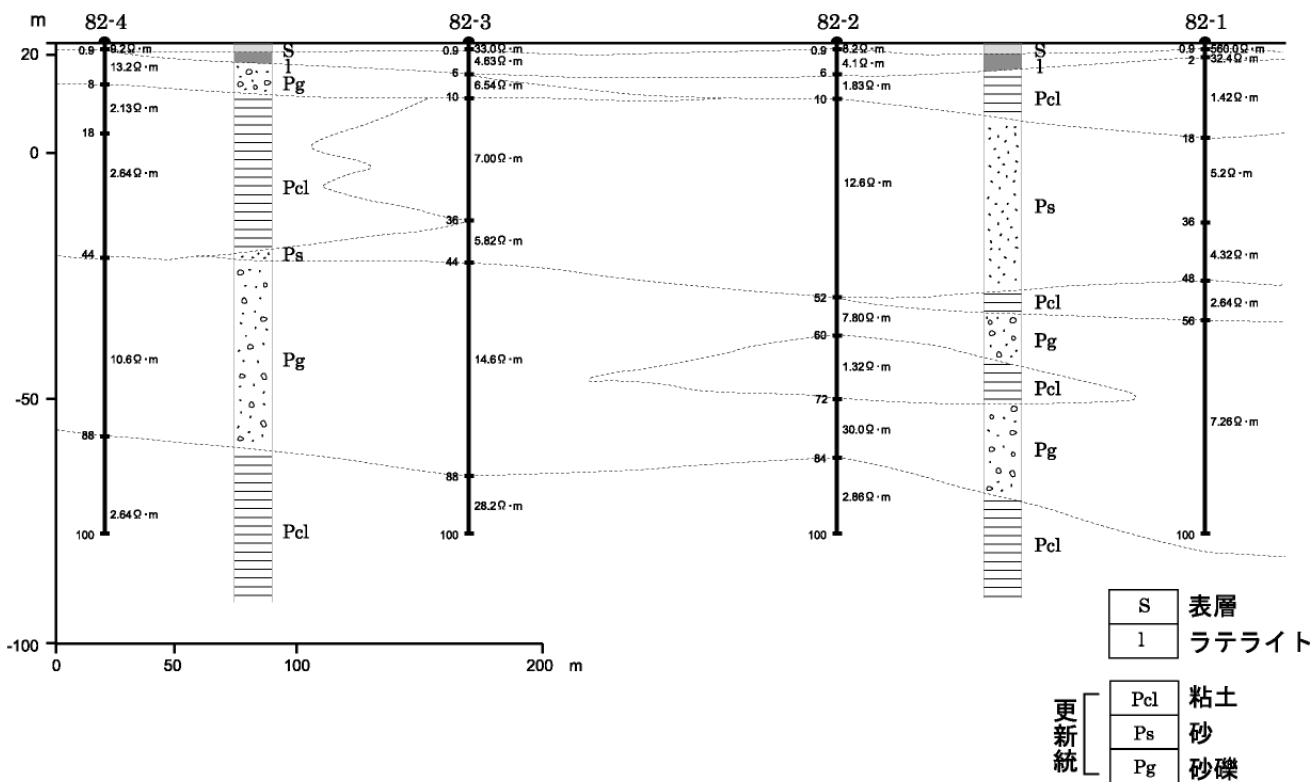 m
82-4
82-3
82-2
82-1
20
0
-50
-100
0
50
100
200
m
0.9
9.2Ω·m
13.2Ω·m
8
2.13Ω·m
18
2.64Ω·m
44
10.6Ω·m
88
2.64Ω·m
100
S
l
Pg
Pcl
Ps
Pg
Pcl
0.9
33.0Ω·m
4.63Ω·m
6
6.54Ω·m
10
7.00Ω·m
36
5.82Ω·m
44
14.6Ω·m
88
28.2Ω·m
100
0.9
8.2Ω·m
4.1Ω·m
6
1.83Ω·m
10
12.6Ω·m
52
7.80Ω·m
60
1.32Ω·m
72
30.0Ω·m
84
2.86Ω·m
100
S
l
Pcl
Ps
Pcl
Pg
Pcl
Pg
Pcl
0.9
560.0Ω·m
2
32.4Ω·m
1.42Ω·m
18
5.2Ω·m
36
4.32Ω·m
48
2.64Ω·m
56
7.26Ω·m
100
S 表層
l ラテライト
更新統
Pcl 粘土
Ps 砂
Pg 砂礫